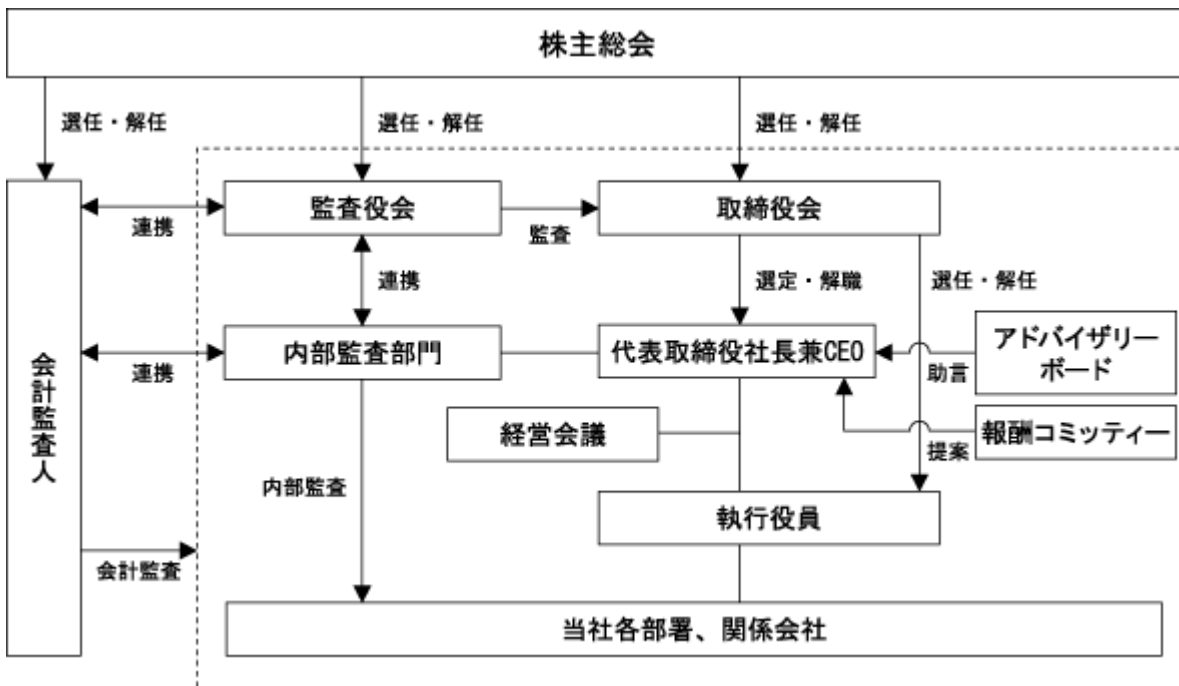 株主総会
選任・解任
選任・解任
選任・解任
監査役会
取締役会
連携
監査
連携
選定・解職
選任・解任
内部監査部門
代表取締役社長兼CEO
アドバイザリー
ボード
連携
助言
会計監査人
経営会議
報酬コミッティー
提案
内部監査
執行役員
会計監査
当社各部署、関係会社